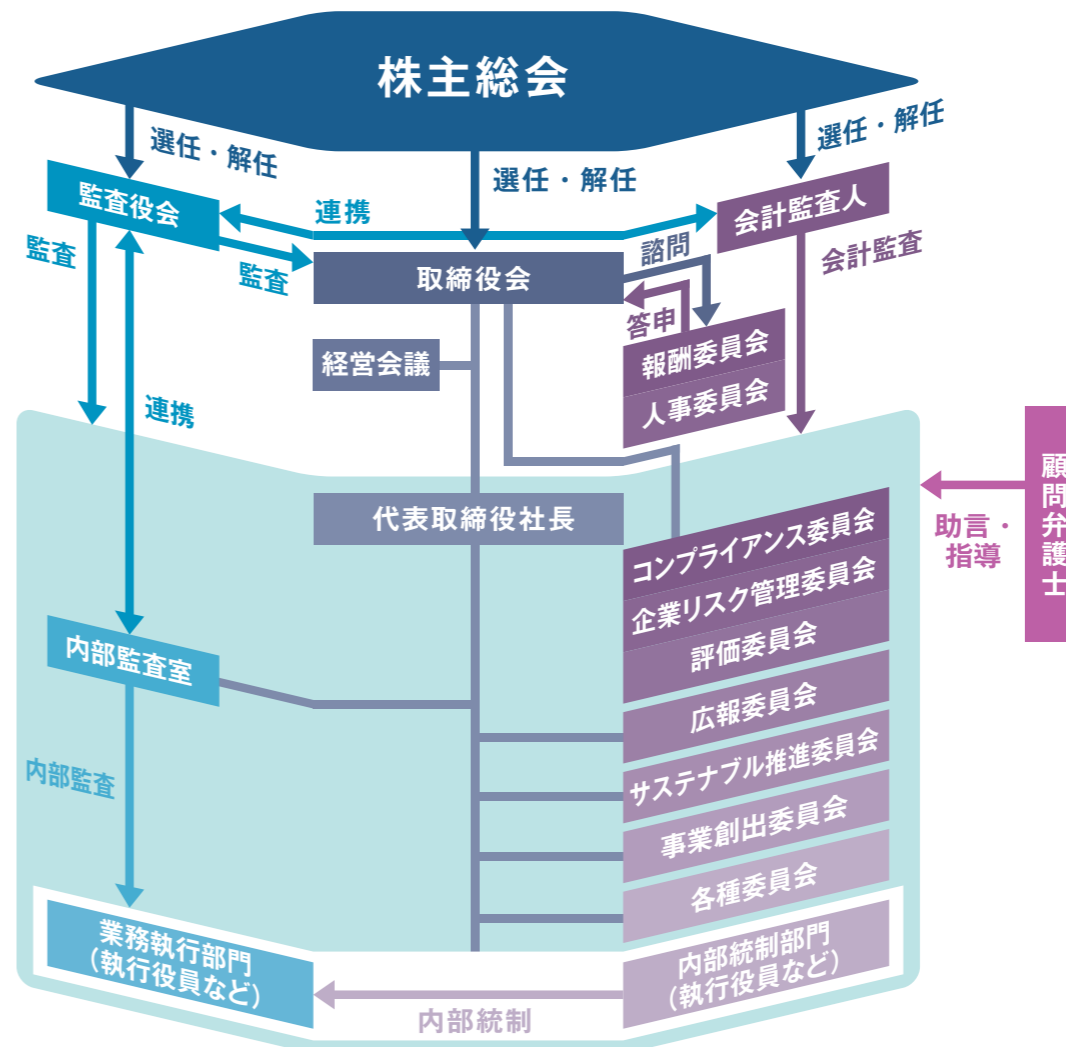 株主総会
選任・解任
選任・解任
選任・解任
監査役会
連携
会計監査人
監査
監査
取締役会
諮問
会計監査
答申
経営会議
報酬委員会
人事委員会
連携
代表取締役社長
コンプライアンス委員会
企業リスク管理委員会
評価委員会
広報委員会
サステナブル推進委員会
事業創出委員会
各種委員会
顧問弁護士
助言・
指導
内部監査室
内部監査
業務執行部門
（執行役員など）
内部統制部門
（執行役員など）
内部統制